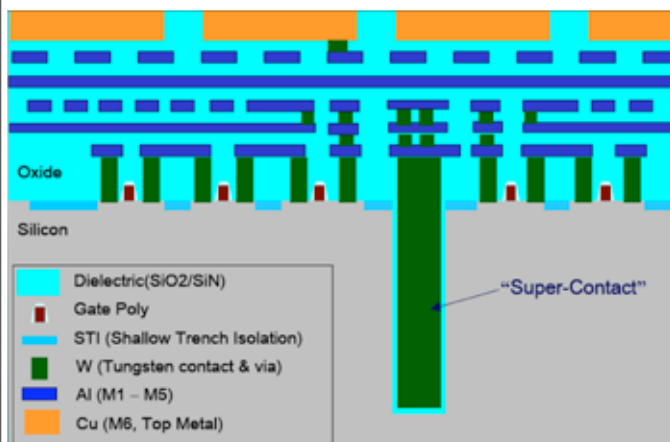 Oxide
Silicon
"Super-Contact"
Dielectric(SiO2/SiN)
Gate Poly
STI (Shallow Trench Isolation)
W (Tungsten contact & via)
Al (M1 – M5)
Cu (M6, Top Metal)